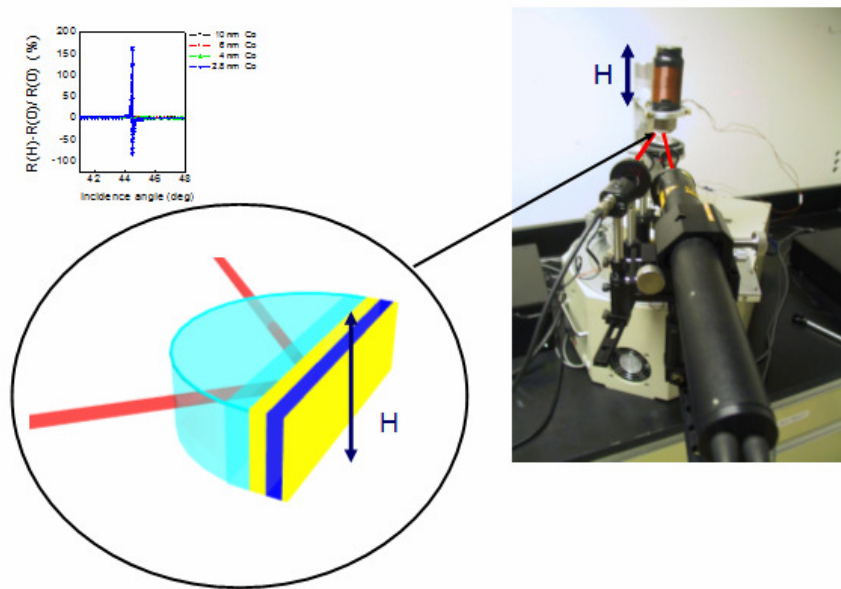 R(H)-R(0)/ R(0) (%)
200
150
100
50
0
-50
-100
10 nm Co
6 nm Co
4 nm Co
2.8 nm Co
42 44 46 48
Incidence angle (deg)
H
H